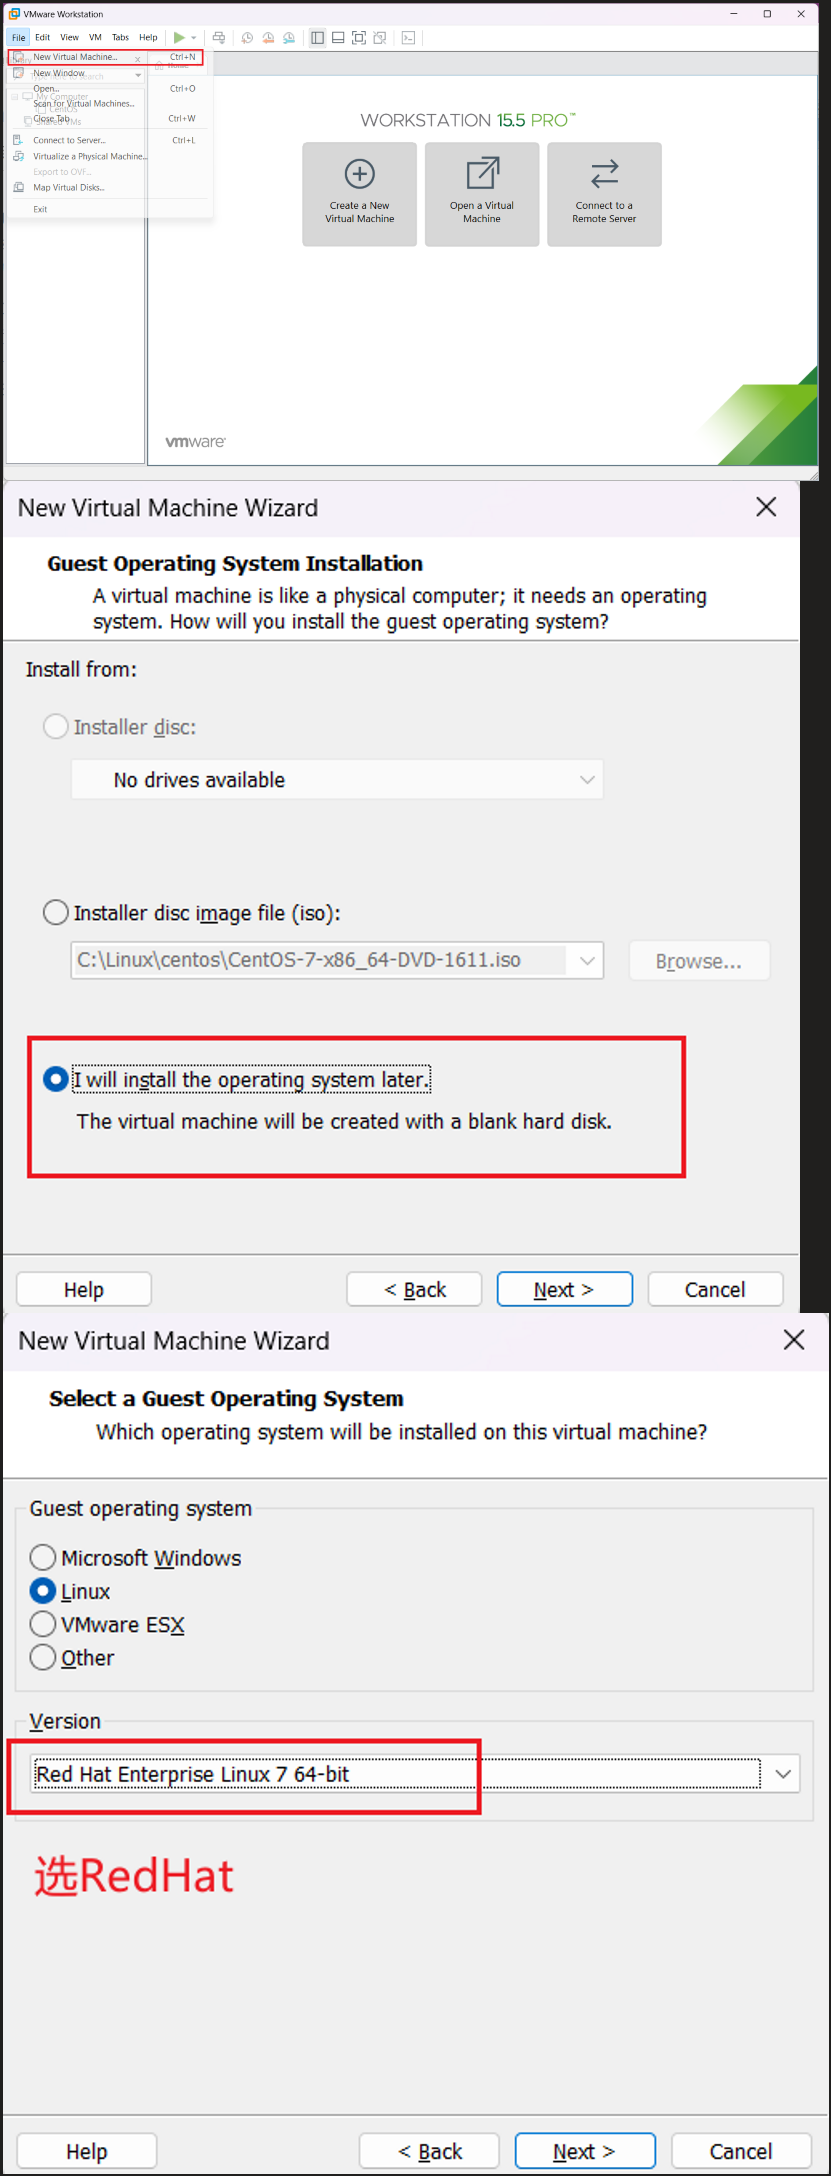 VMware Workstation
File Edit View VM Tabs Help
New Virtual Machine... Ctrl+N
New Window
Open... Ctrl+O
Scan for Virtual Machines...
Close Tab Ctrl+W
Connect to Server... Ctrl+L
Virtualize a Physical Machine...
Export to OVF...
Map Virtual Disks...
Exit
Home
My Computer
CentOS
Shared VMs
WORKSTATION 15.5 PRO™
Create a New
Virtual Machine
Open a Virtual
Machine
Connect to a
Remote Server
vmware
New Virtual Machine Wizard
Guest Operating System Installation
A virtual machine is like a physical computer; it needs an operating
system. How will you install the guest operating system?
Install from:
Installer disc:
No drives available
Installer disc image file (iso):
C:\Linux\centos\CentOS-7-x86_64-DVD-1611.iso
Browse...
I will install the operating system later.
The virtual machine will be created with a blank hard disk.
Help
< Back
Next >
Cancel
New Virtual Machine Wizard
Select a Guest Operating System
Which operating system will be installed on this virtual machine?
Guest operating system
Microsoft Windows
Linux
VMware ESX
Other
Version
Red Hat Enterprise Linux 7 64-bit
选RedHat
Help
< Back
Next >
Cancel